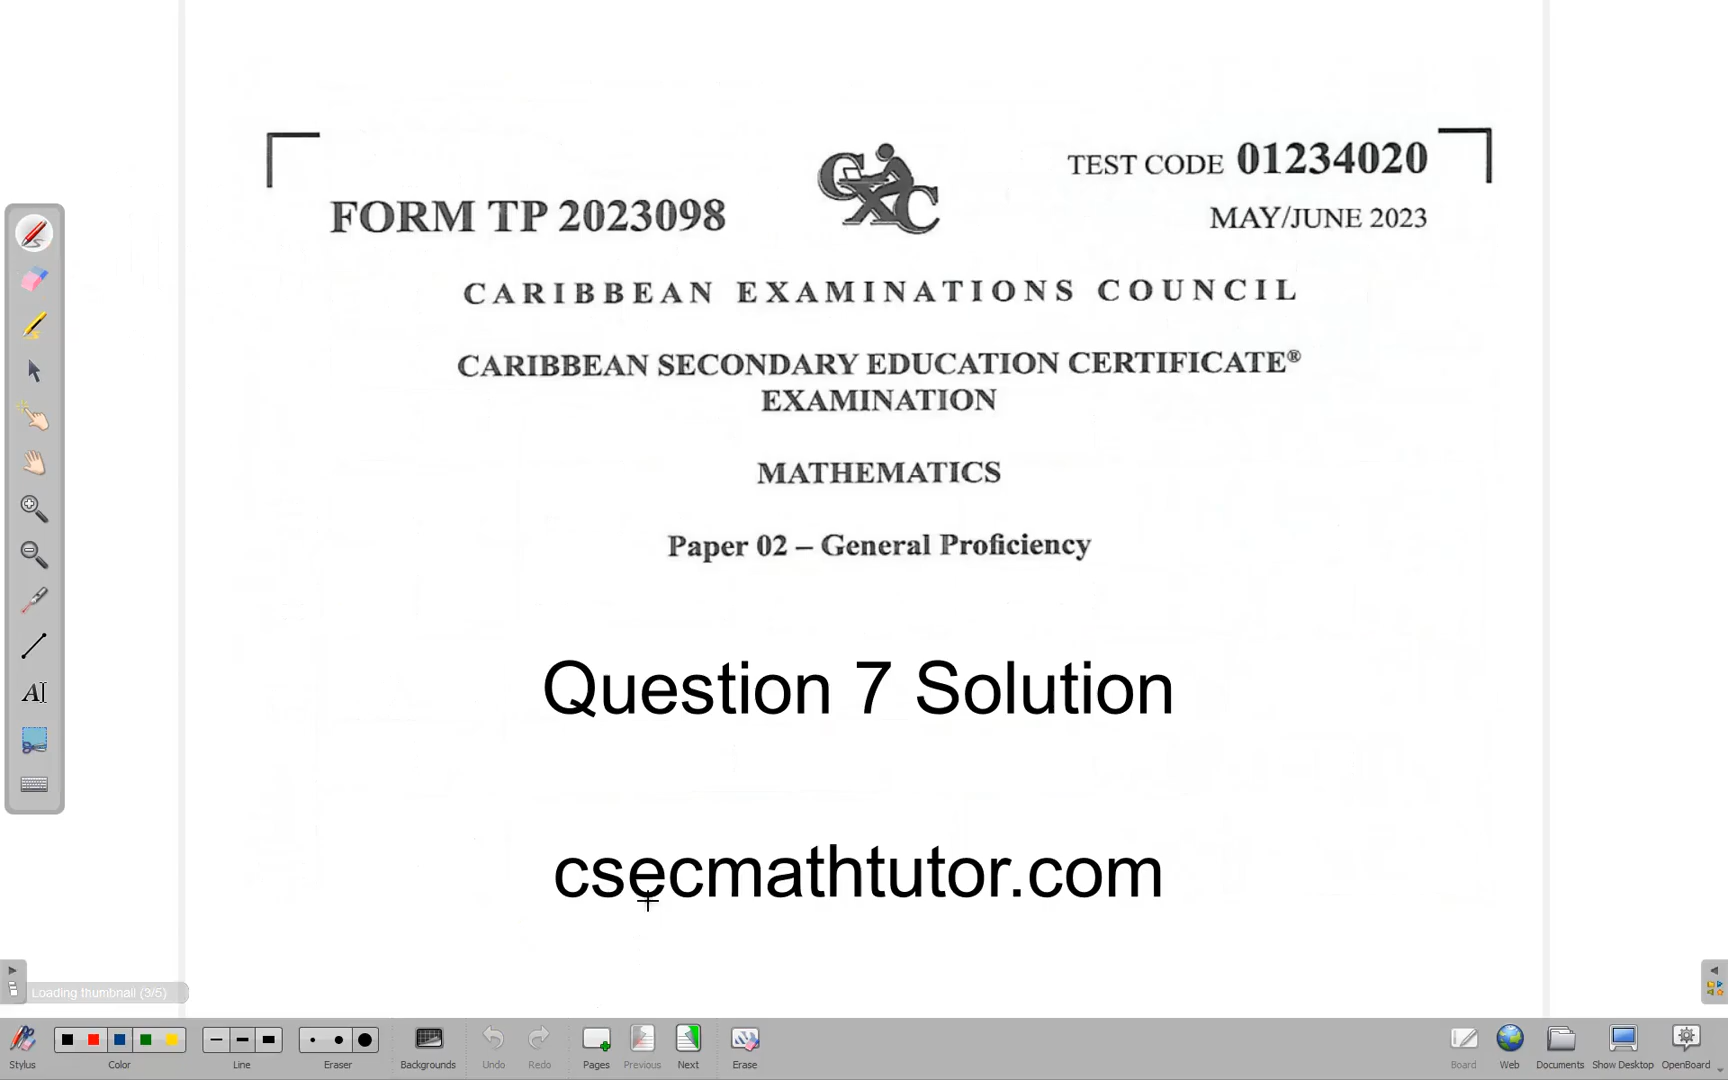 TEST CODE 01234020
FORM TP 2023098
CXC
MAY/JUNE 2023
CARIBBEAN EXAMINATIONS COUNCIL
CARIBBEAN SECONDARY EDUCATION CERTIFICATE®
EXAMINATION
MATHEMATICS
Paper 02 – General Proficiency
Question 7 Solution
csecmathtutor.com
Loading thumbnail (3/5)
Stylus
Color
Line
Eraser
Backgrounds
Undo
Redo
Pages
Previous
Next
Erase
Board
Web
Documents
Show Desktop
OpenBoard